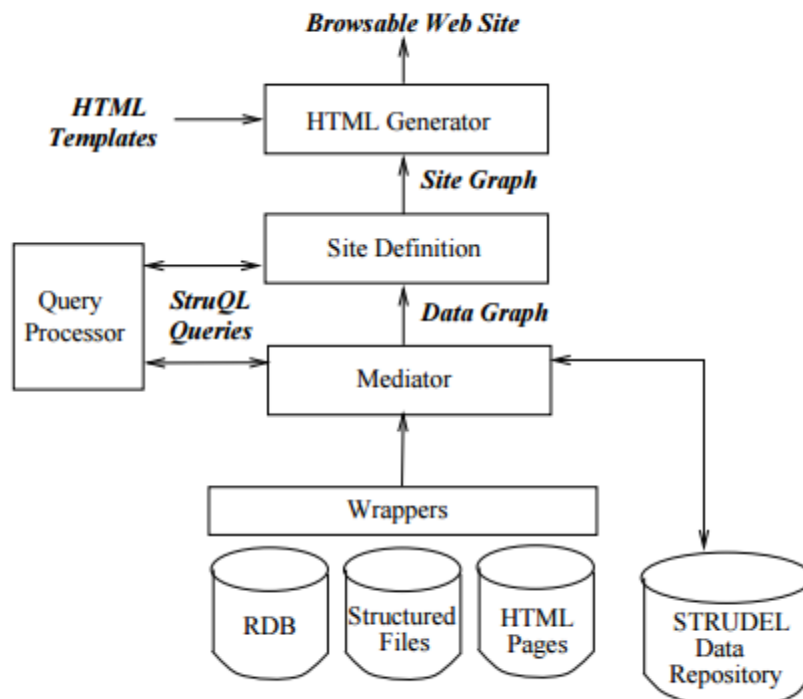 Browsable Web Site
HTML
Templates
HTML Generator
Site Graph
Site Definition
Query
Processor
StruQL
Queries
Data Graph
Mediator
Wrappers
RDB
Structured
Files
HTML
Pages
STRUDEL
Data
Repository